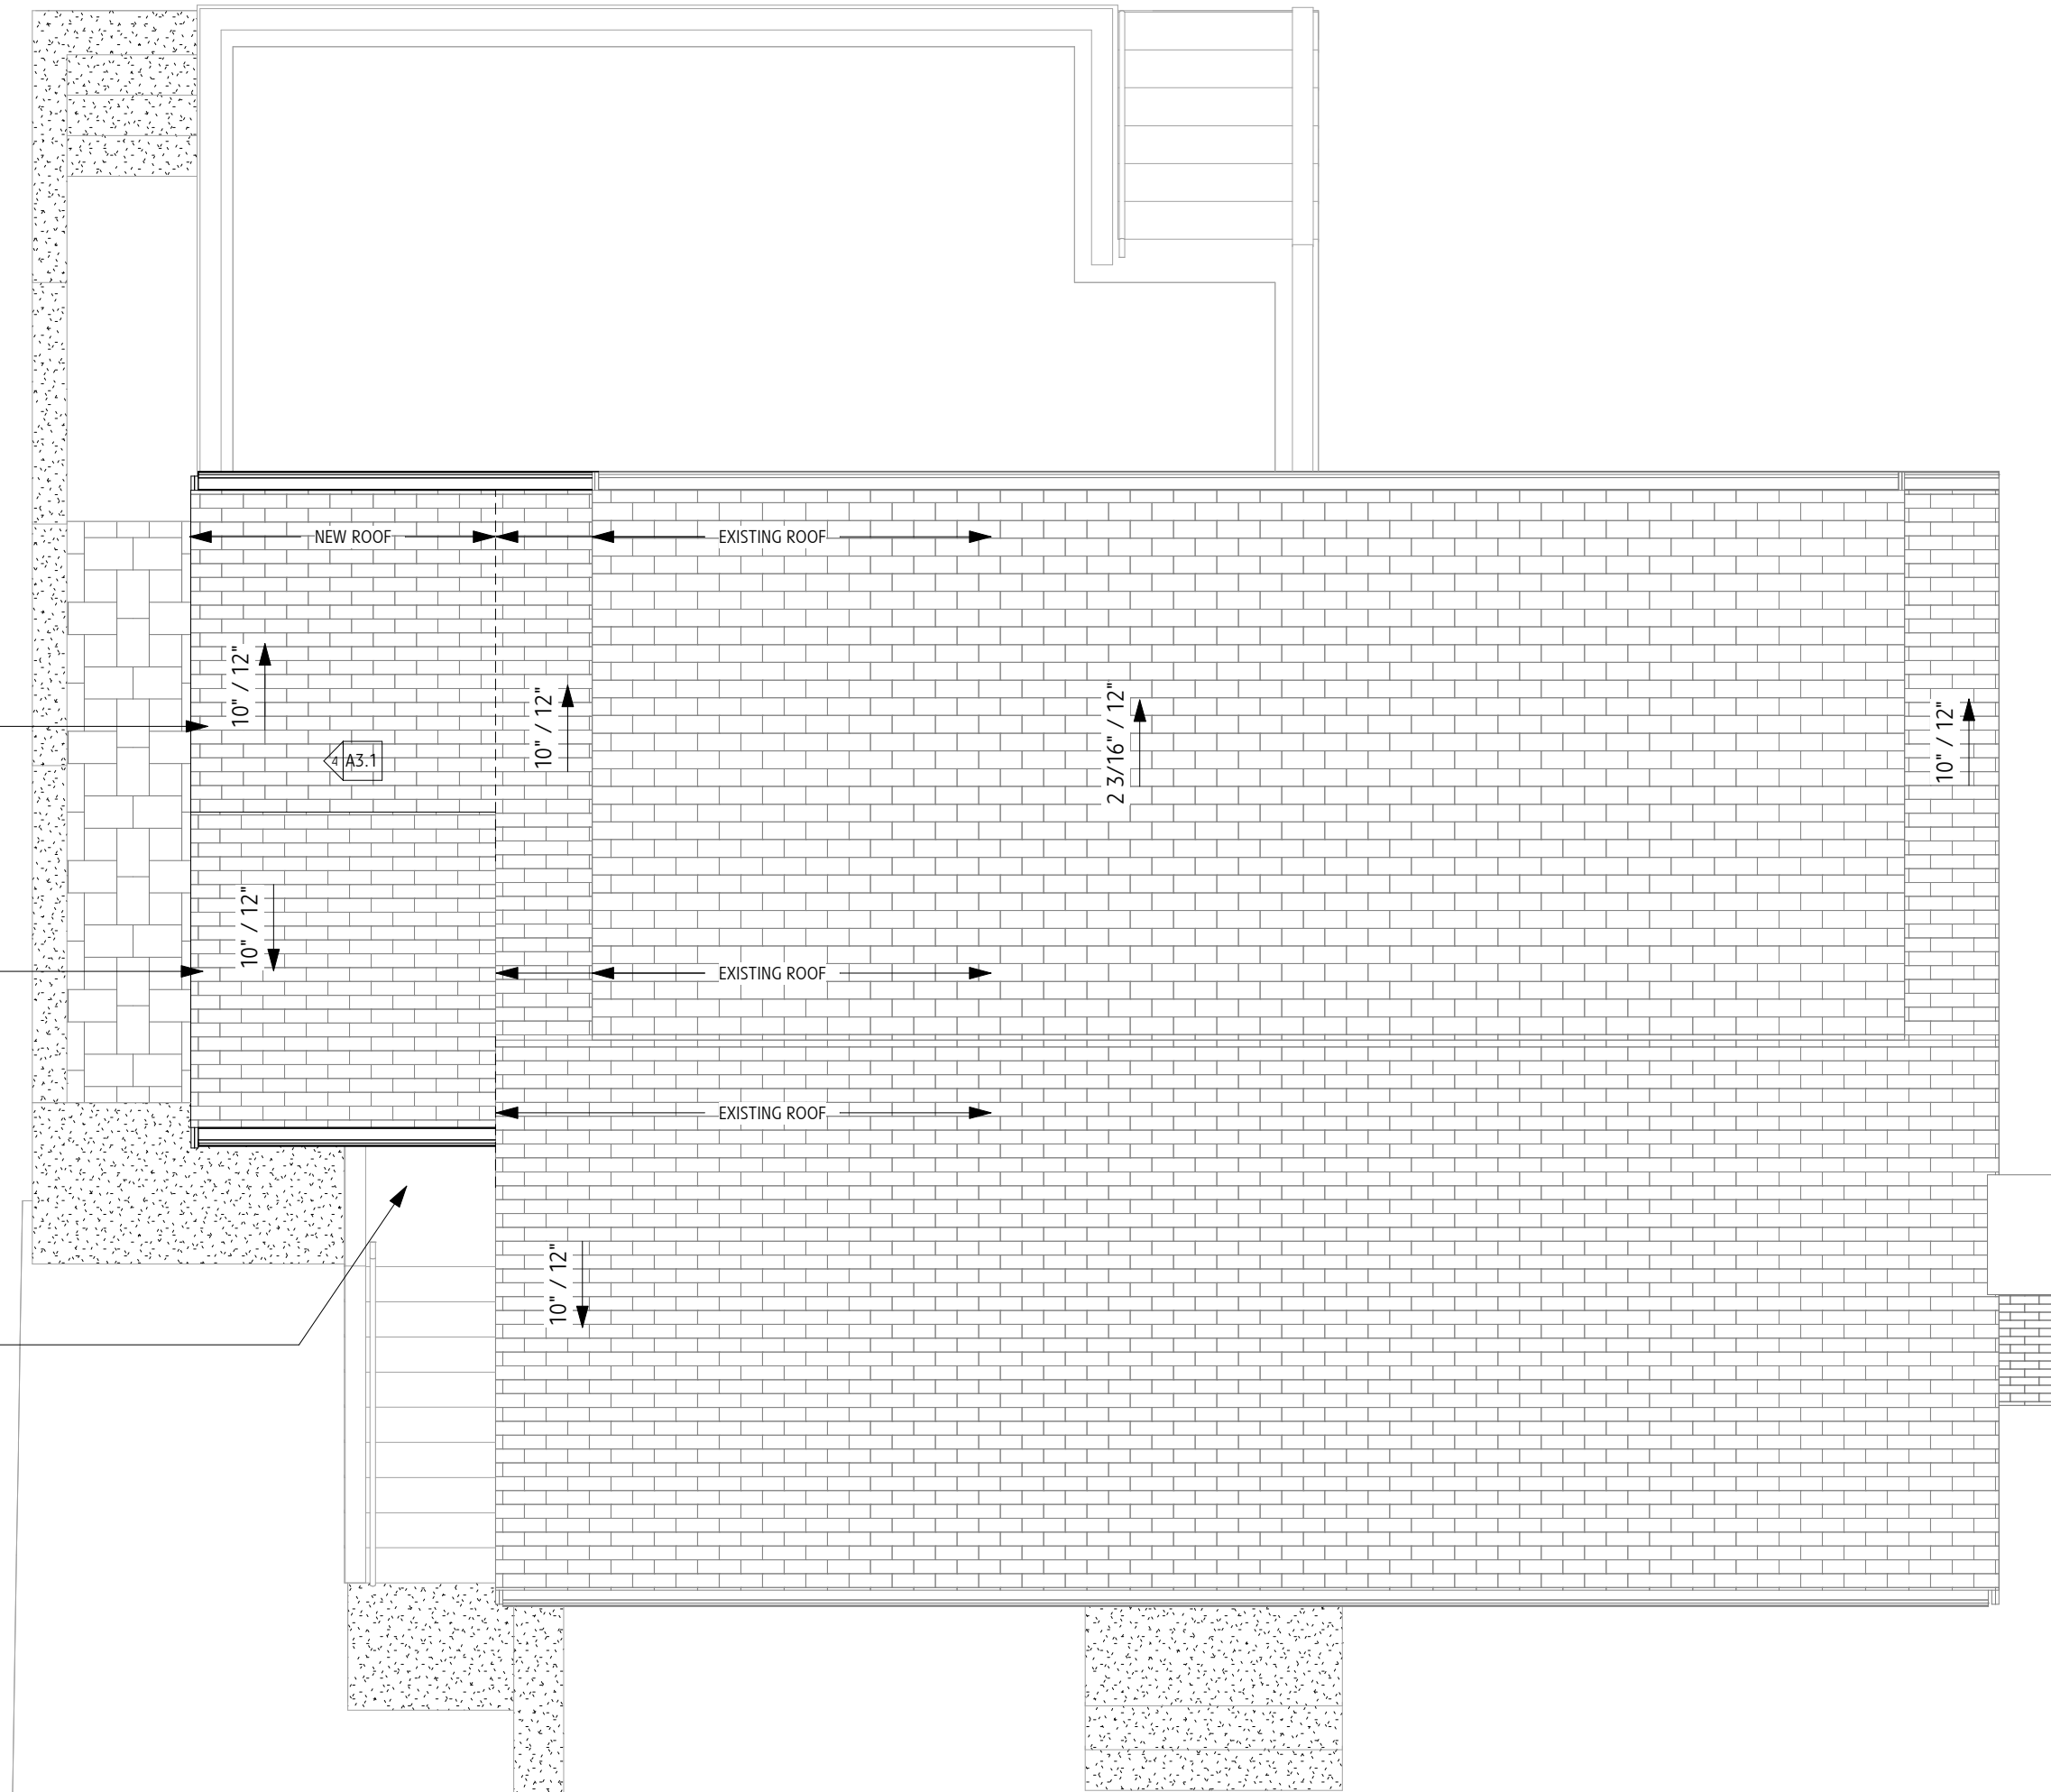 NEW ROOF
EXISTING ROOF
10" / 12"
10" / 12"
2 3/16" / 12"
10" / 12"
4 A3.1
10" / 12"
EXISTING ROOF
EXISTING ROOF
10" / 12"